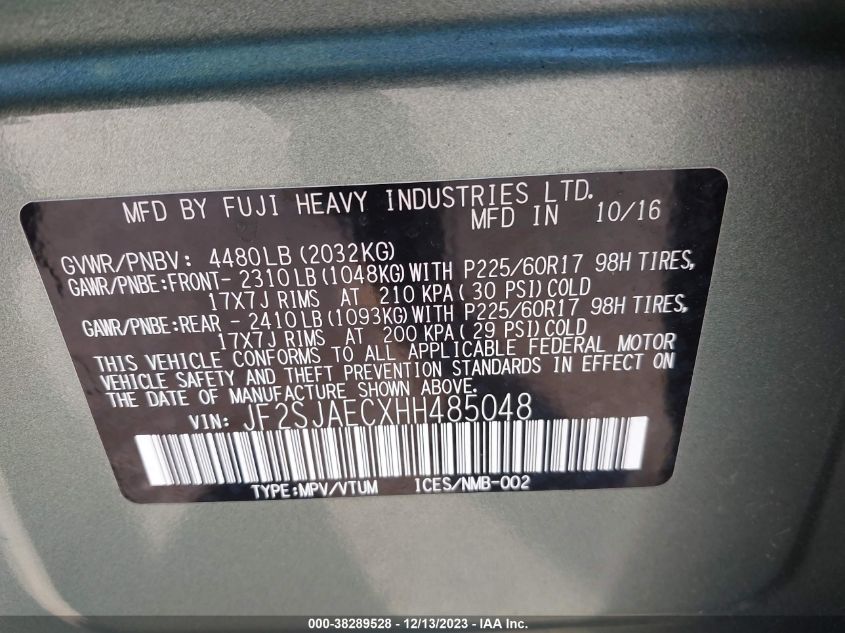 MFD BY FUJI HEAVY INDUSTRIES LTD.
MFD IN 10/16
GVWR/PNBV: 4480LB (2032KG)
GAWR/PNBE:FRONT- 2310LB (1048KG) WITH P225/60R17 98H TIRES,
17X7J RIMS AT 210 KPA( 30 PSI) COLD
GAWR/PNBE:REAR - 2410LB (1093KG) WITH P225/60R17 98H TIRES,
17X7J RIMS AT 200 KPA( 29 PSI) COLD
THIS VEHICLE CONFORMS TO ALL APPLICABLE FEDERAL MOTOR
VEHICLE SAFETY AND THEFT PREVENTION STANDARDS IN EFFECT ON
THE DATE OF MANUFACTURE SHOWN ABOVE.
VIN: JF2SJAECXHH485048
TYPE:MPV/VTUM ICES/NMB-002
000-38289528 - 12/13/2023 - IAA Inc.